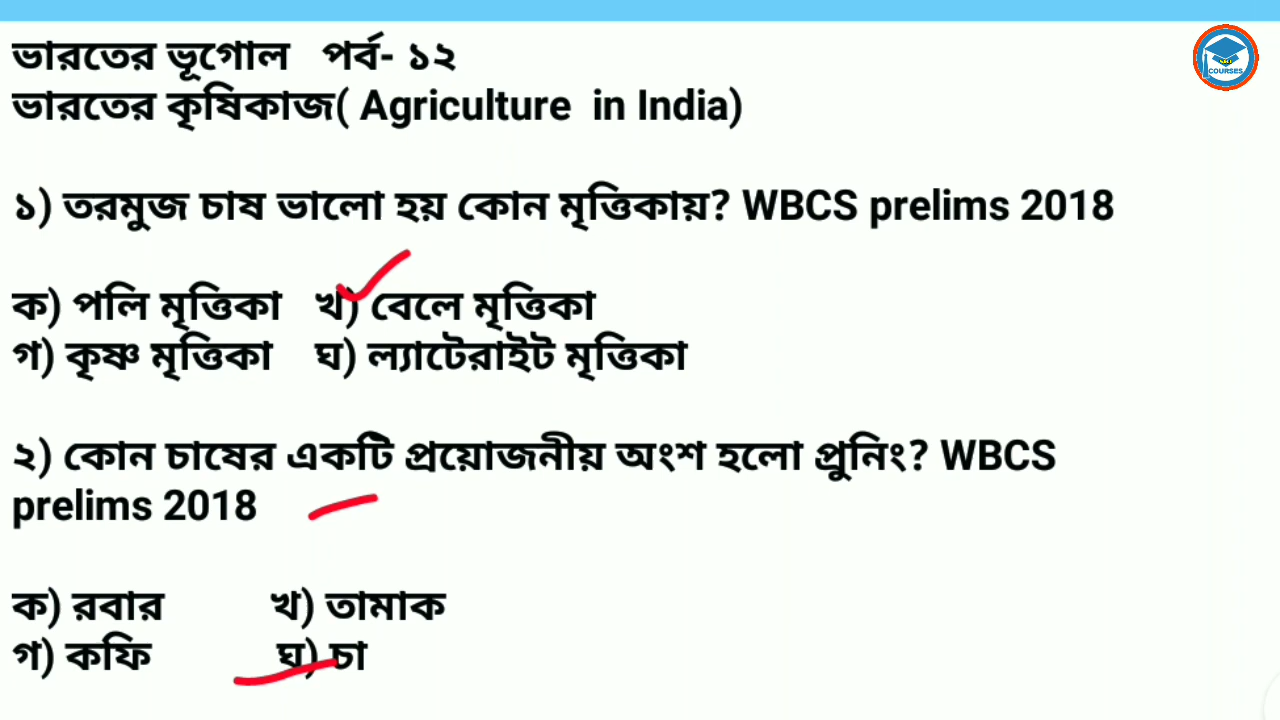 ভারতের ভূগোল পর্ব- ১২
ভারতের কৃষিকাজ( Agriculture in India)
১) তরমুজ চাষ ভালো হয় কোন মৃত্তিকায়? WBCS prelims 2018
ক) পলি মৃত্তিকা খ) বেলে মৃত্তিকা
গ) কৃষ্ণ মৃত্তিকা ঘ) ল্যাটেরাইট মৃত্তিকা
২) কোন চাষের একটি প্রয়োজনীয় অংশ হলো প্রুনিং? WBCS
prelims 2018
ক) রবার খ) তামাক
গ) কফি ঘ) চা
COURSES